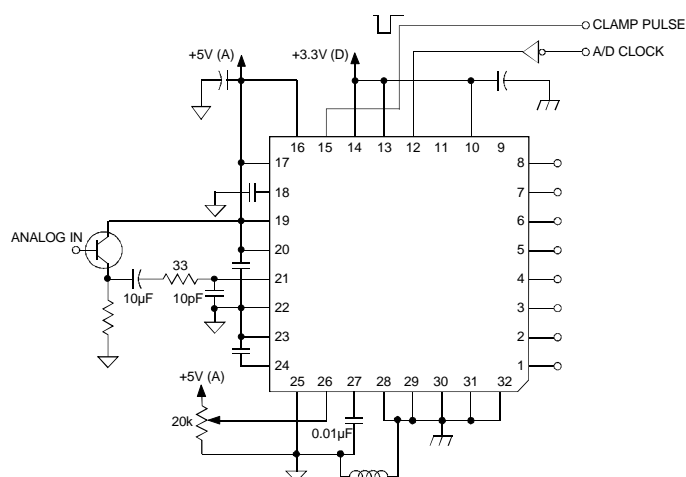 CLAMP PULSE
+5V (A)
+3.3V (D)
A/D CLOCK
16 15 14 13 12 11 10 9
17 8
18 7
19 6
ANALOG IN
20 5
33
21 4
10µF 10pF
22 3
23 2
24 1
25 26 27 28 29 30 31 32
+5V (A)
20k
0.01µF